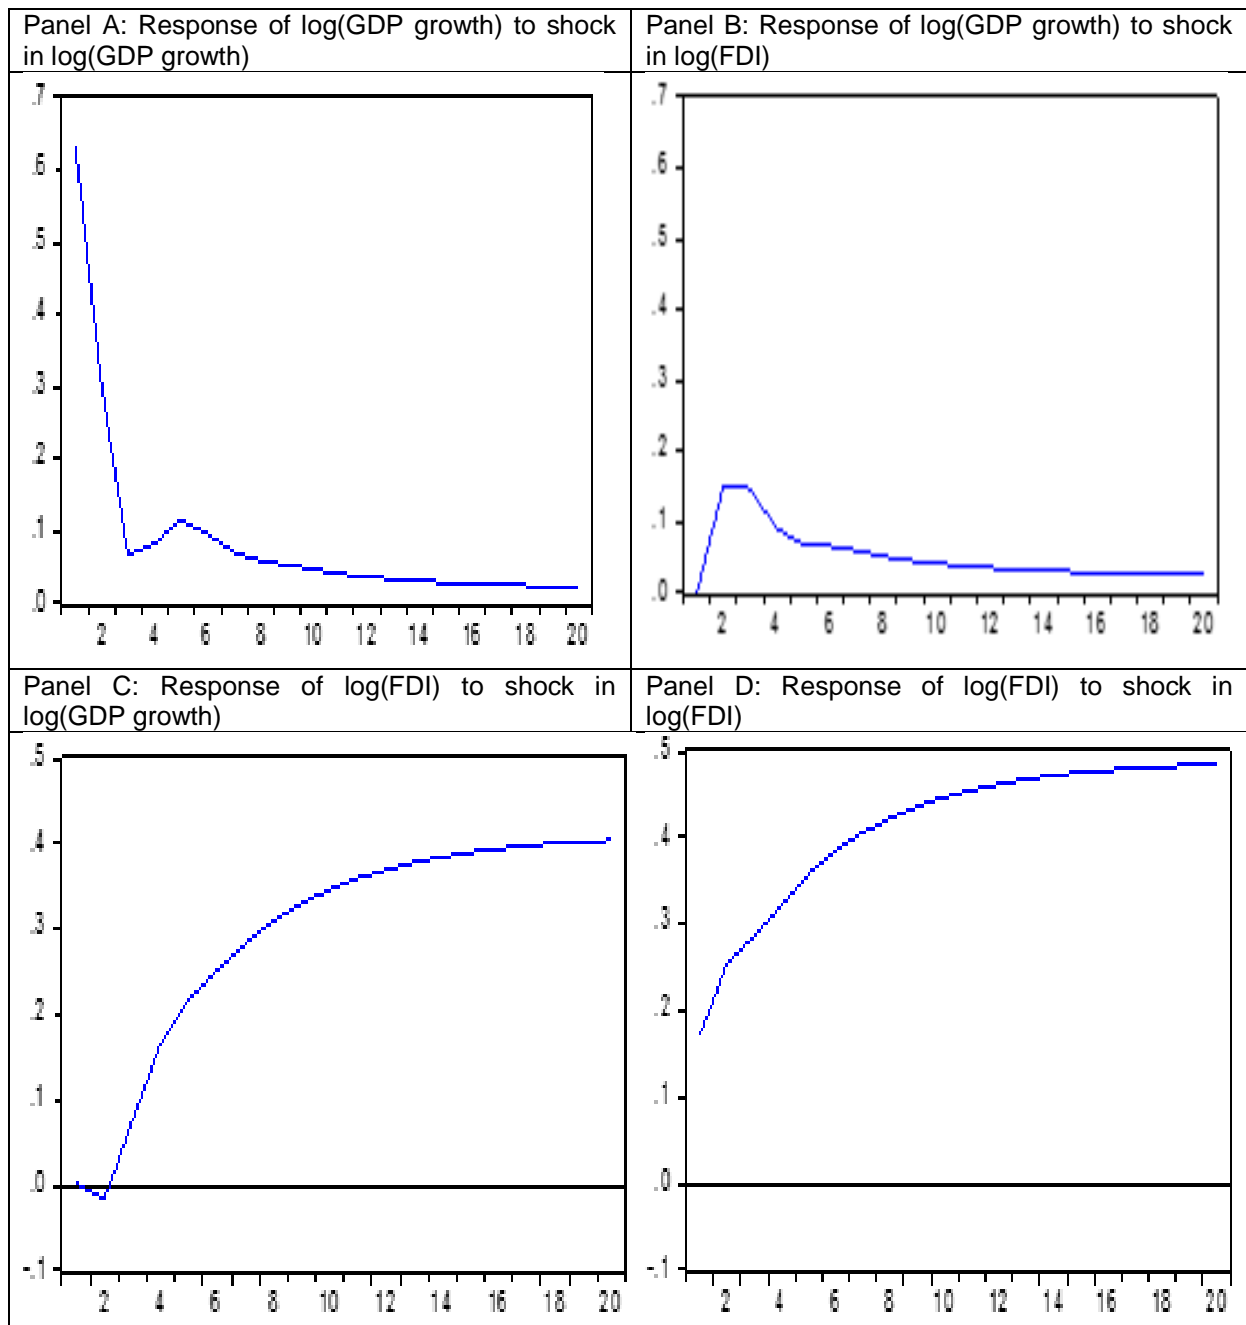 Panel A: Response of log(GDP growth) to shock
in log(GDP growth)
Panel B: Response of log(GDP growth) to shock
in log(FDI)
.7
.6
.5
.4
.3
.2
.1
.0
2 4 6 8 10 12 14 16 18 20
.7
.6
.5
.4
.3
.2
.1
.0
2 4 6 8 10 12 14 16 18 20
Panel C: Response of log(FDI) to shock in
log(GDP growth)
Panel D: Response of log(FDI) to shock in
log(FDI)
.5
.4
.3
.2
.1
.0
-.1
2 4 6 8 10 12 14 16 18 20
.5
.4
.3
.2
.1
.0
-.1
2 4 6 8 10 12 14 16 18 20